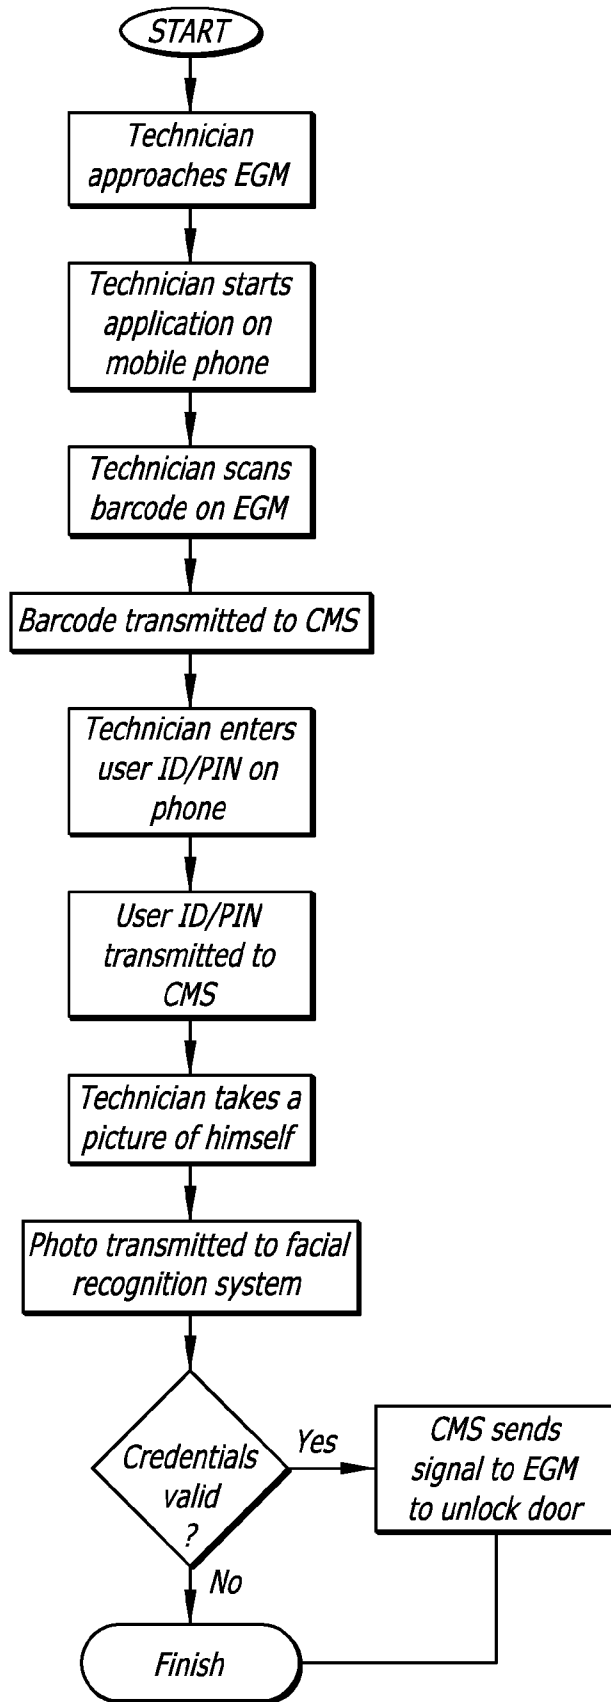 START
Technician
approaches EGM
Technician starts
application on
mobile phone
Technician scans
barcode on EGM
Barcode transmitted to CMS
Technician enters
user ID/PIN on
phone
User ID/PIN
transmitted to
CMS
Technician takes a
picture of himself
Photo transmitted to facial
recognition system
Credentials
valid
?
Yes
CMS sends
signal to EGM
to unlock door
No
Finish